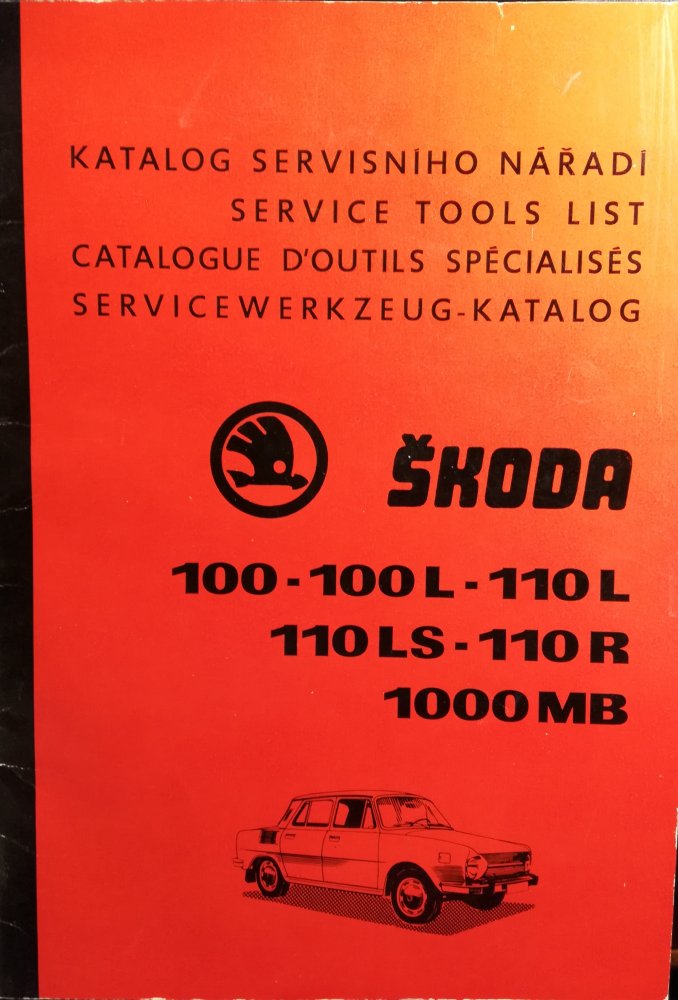 KATALOG SERVISNÍHO NÁŘADÍ
SERVICE TOOLS LIST
CATALOGUE D'OUTILS SPÉCIALISÉS
SERVICEWERKZEUG-KATALOG
ŠKODA
100 - 100 L - 110 L
110 LS - 110 R
1000 MB